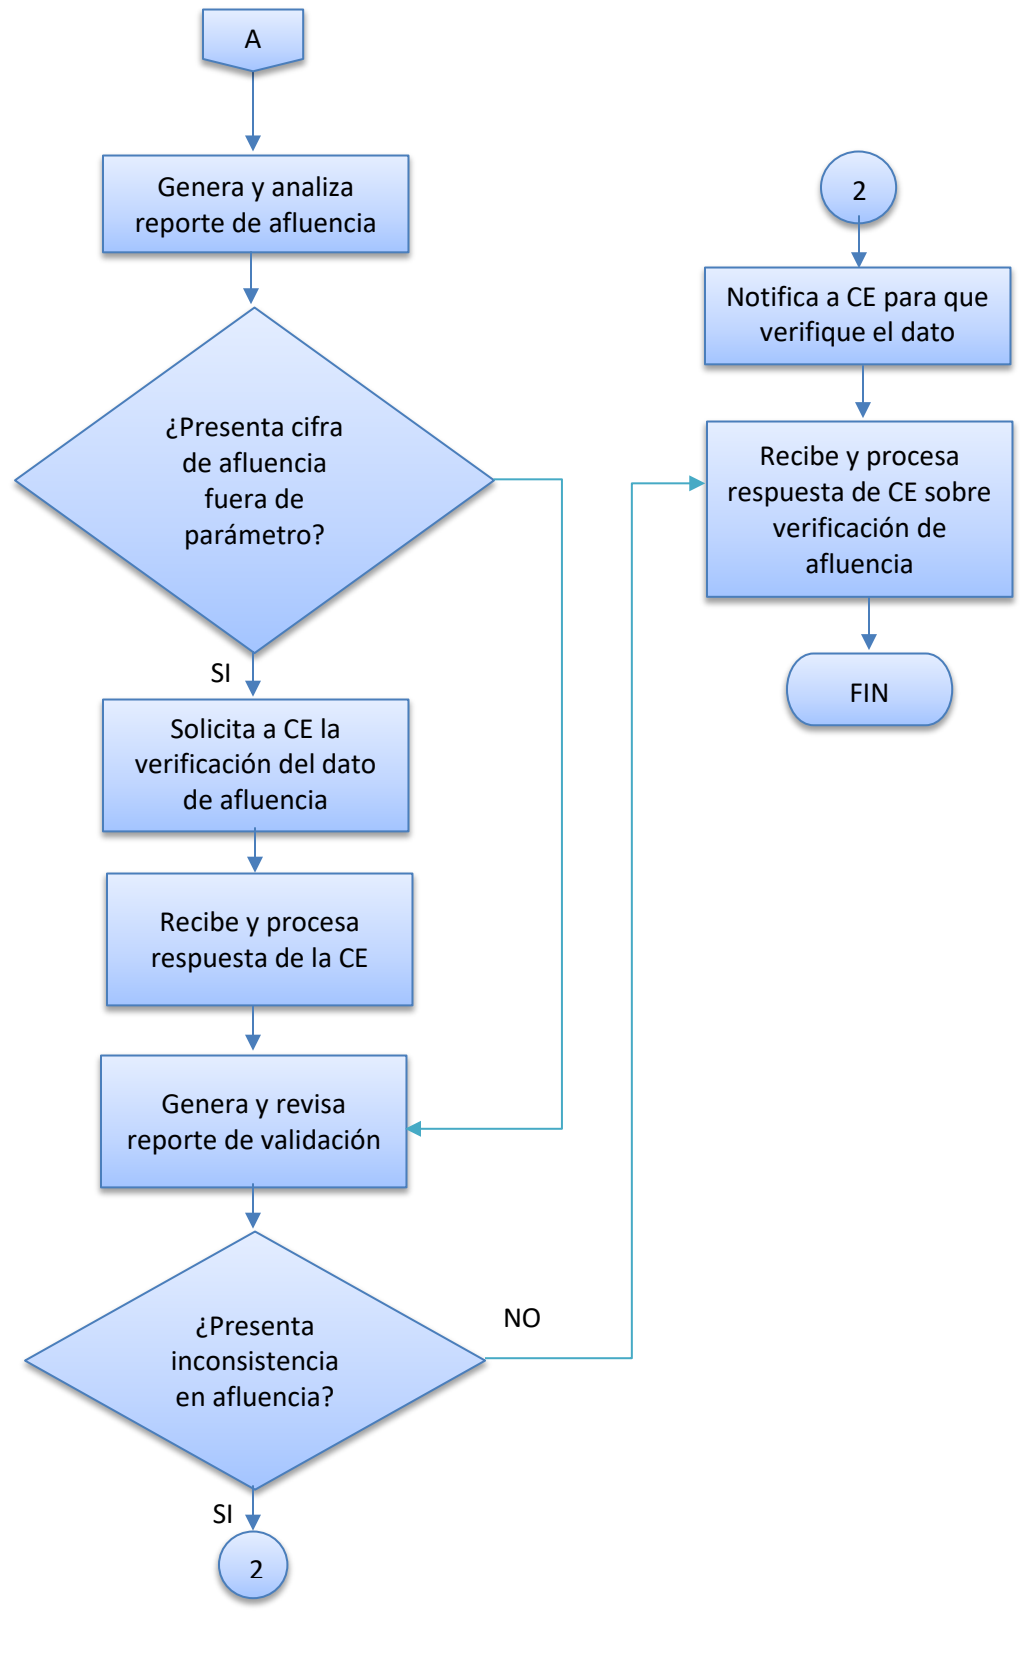 A
Genera y analiza
reporte de afluencia
¿Presenta cifra
de afluencia
fuera de
parámetro?
SI
Solicita a CE la
verificación del dato
de afluencia
Recibe y procesa
respuesta de la CE
Genera y revisa
reporte de validación
¿Presenta
inconsistencia
en afluencia?
NO
SI
2
2
Notifica a CE para que
verifique el dato
Recibe y procesa
respuesta de CE sobre
verificación de
afluencia
FIN